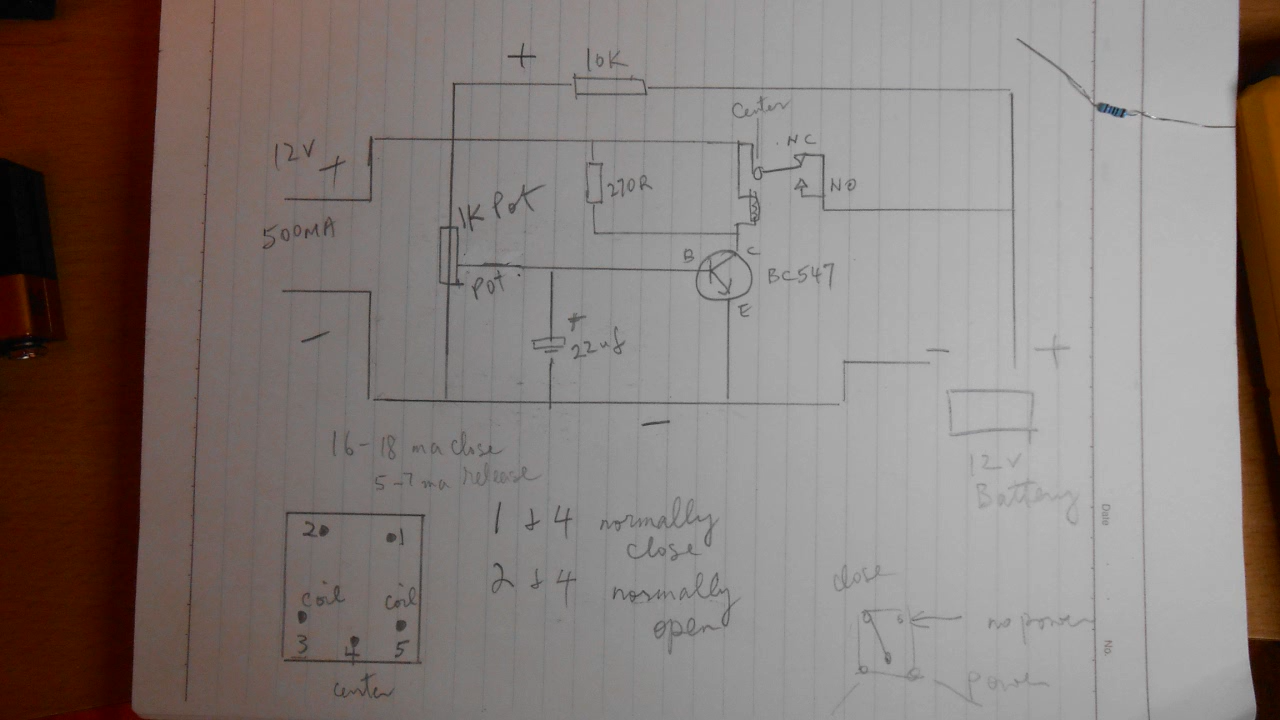 + 10K
center
12V +
NC
270R
NO
1K Pot
500MA
B C
Pot.
BC547
E
+
22uf
-
- +
-
16-18 ma close
5-7 ma release
12V
Battery
1 & 4 normally
close
2 & 4 normally
open
2 1
coil coil
3 4 5
center
close
no power
power
Date
No.